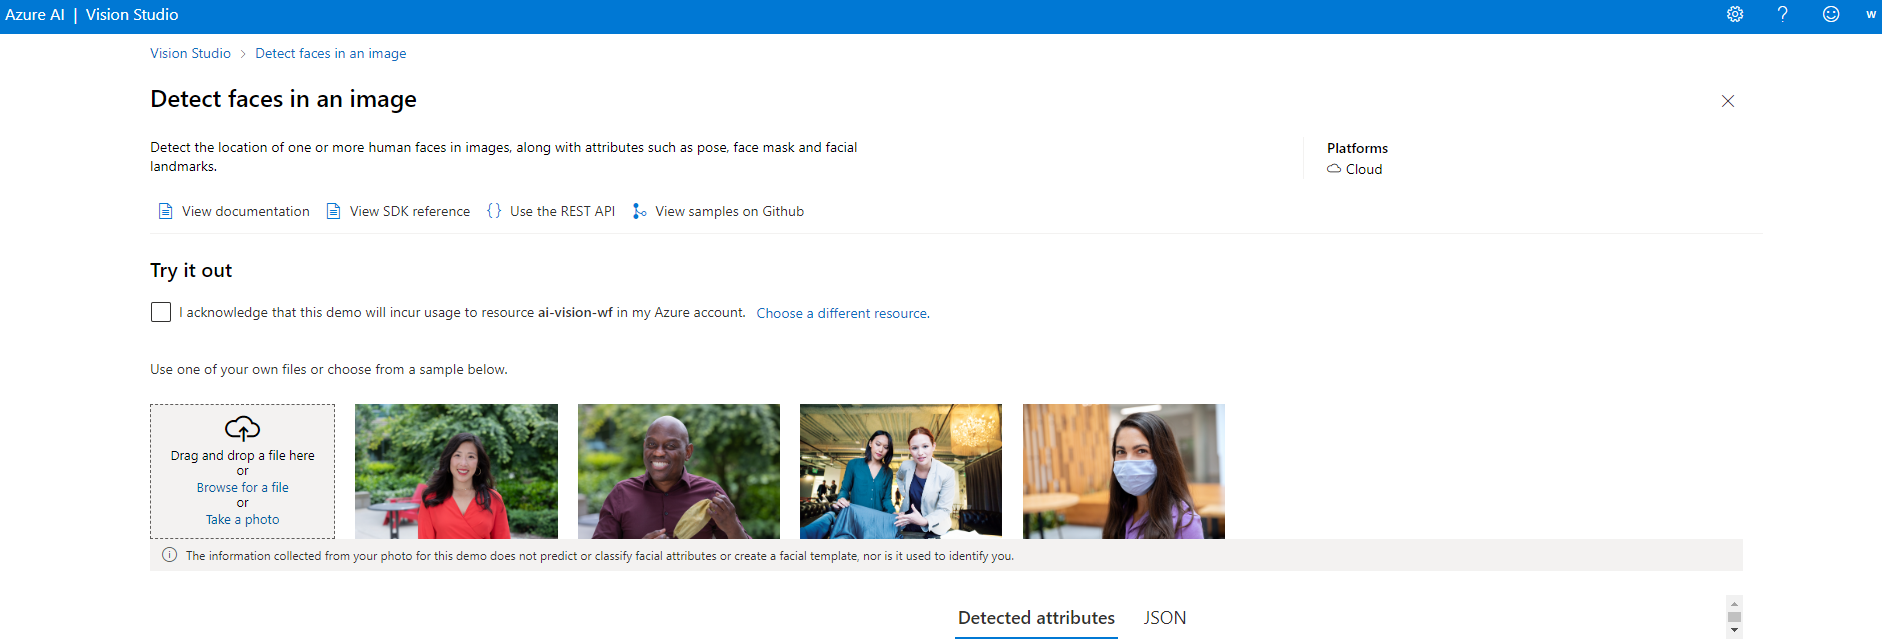 Azure AI | Vision Studio
? w
Vision Studio > Detect faces in an image
Detect faces in an image
Detect the location of one or more human faces in images, along with attributes such as pose, face mask and facial
landmarks.
Platforms
Cloud
View documentation View SDK reference {} Use the REST API View samples on Github
Try it out
I acknowledge that this demo will incur usage to resource ai-vision-wf in my Azure account. Choose a different resource.
Use one of your own files or choose from a sample below.
Drag and drop a file here
or
Browse for a file
or
Take a photo
The information collected from your photo for this demo does not predict or classify facial attributes or create a facial template, nor is it used to identify you.
Detected attributes JSON